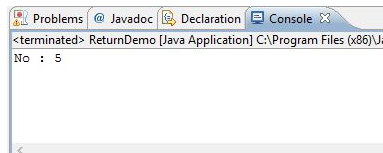 Problems @ Javadoc Declaration Console
<terminated> ReturnDemo [Java Application] C:\Program Files (x86)\Ja
No : 5